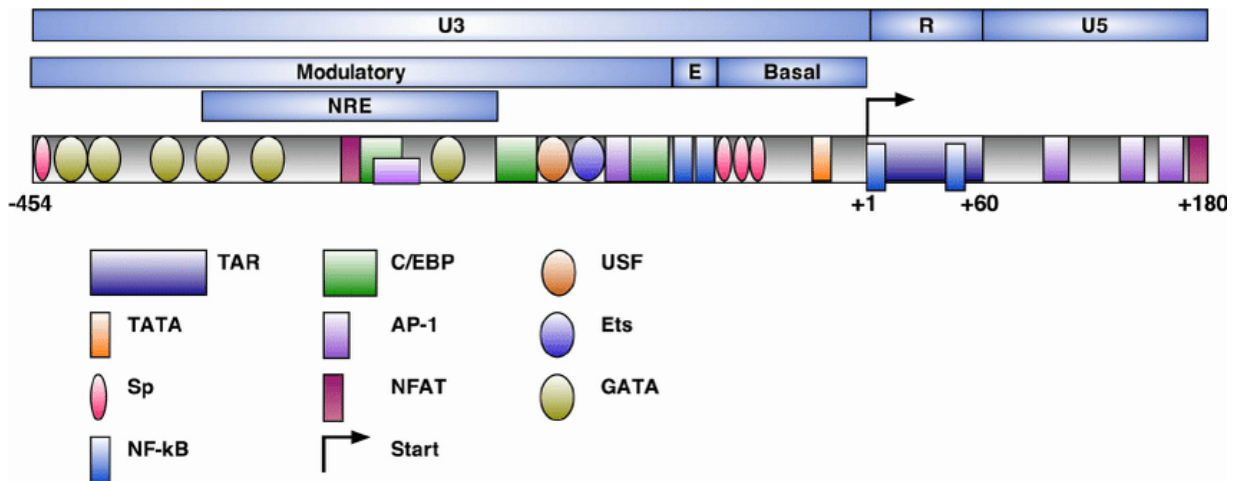 U3 R U5
Modulatory E Basal
NRE
-454 +1 +60 +180
TAR C/EBP USF
TATA AP-1 Ets
Sp NFAT GATA
NF-kB Start